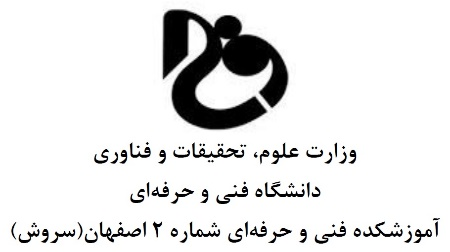 وزارت علوم، تحقیقات و فناوری
دانشگاه فنی و حرفه‌ای
آموزشکده فنی و حرفه‌ای شماره ۲ اصفهان(سروش)